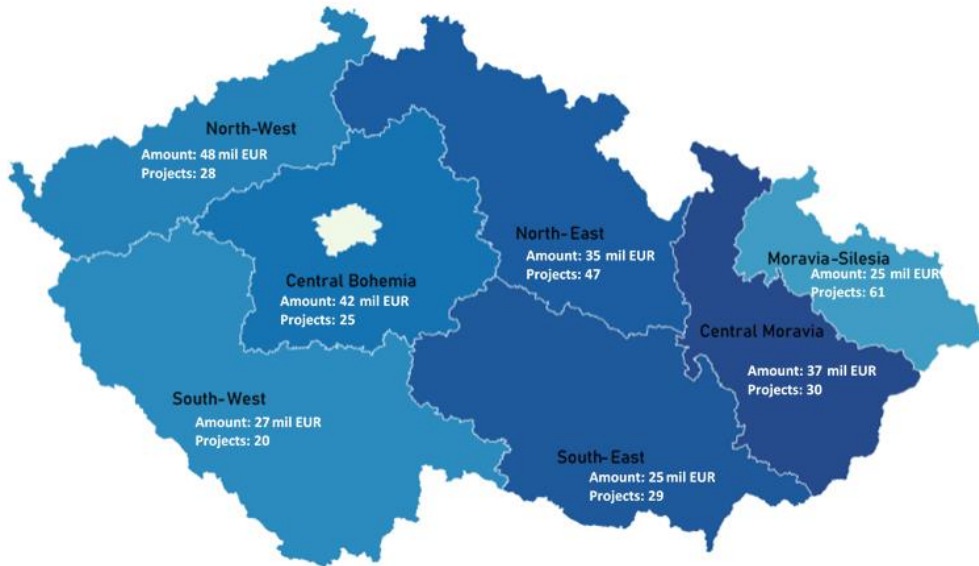 North-West
Amount: 48 mil EUR
Projects: 28
North-East
Amount: 35 mil EUR
Projects: 47
Moravia-Silesia
Amount: 25 mil EUR
Projects: 61
Central Bohemia
Amount: 42 mil EUR
Projects: 25
Central Moravia
Amount: 37 mil EUR
Projects: 30
South-West
Amount: 27 mil EUR
Projects: 20
South-East
Amount: 25 mil EUR
Projects: 29